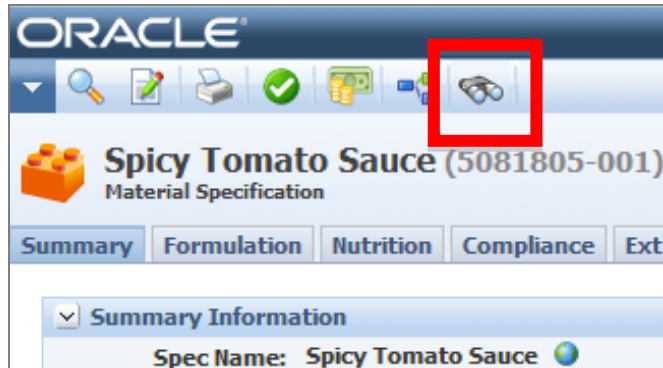 ORACLE®
Spicy Tomato Sauce (5081805-001)
Material Specification
Summary Formulation Nutrition Compliance Ext
Summary Information
Spec Name: Spicy Tomato Sauce